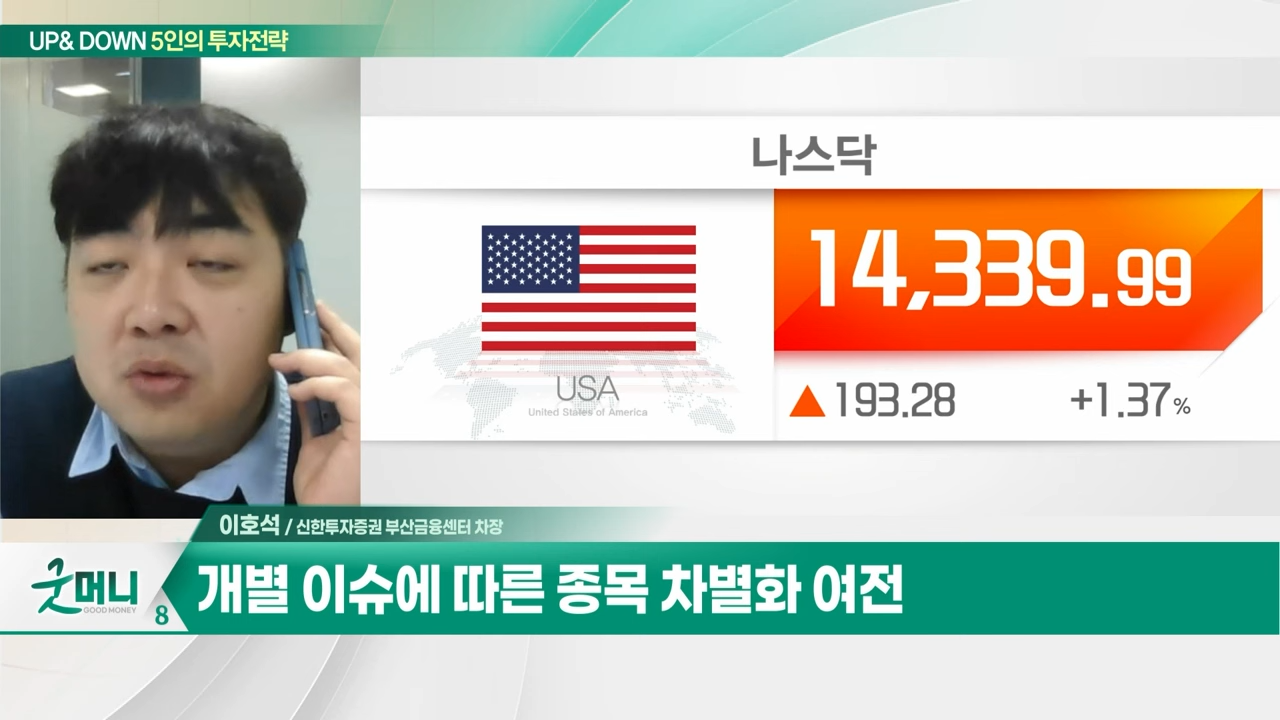 UP& DOWN 5인의 투자전략
나스닥
14,339.99
USA
United States of America
▲193.28 +1.37%
이호석 / 신한투자증권 부산금융센터 차장
굿머니
GOOD MONEY
8
개별 이슈에 따른 종목 차별화 여전